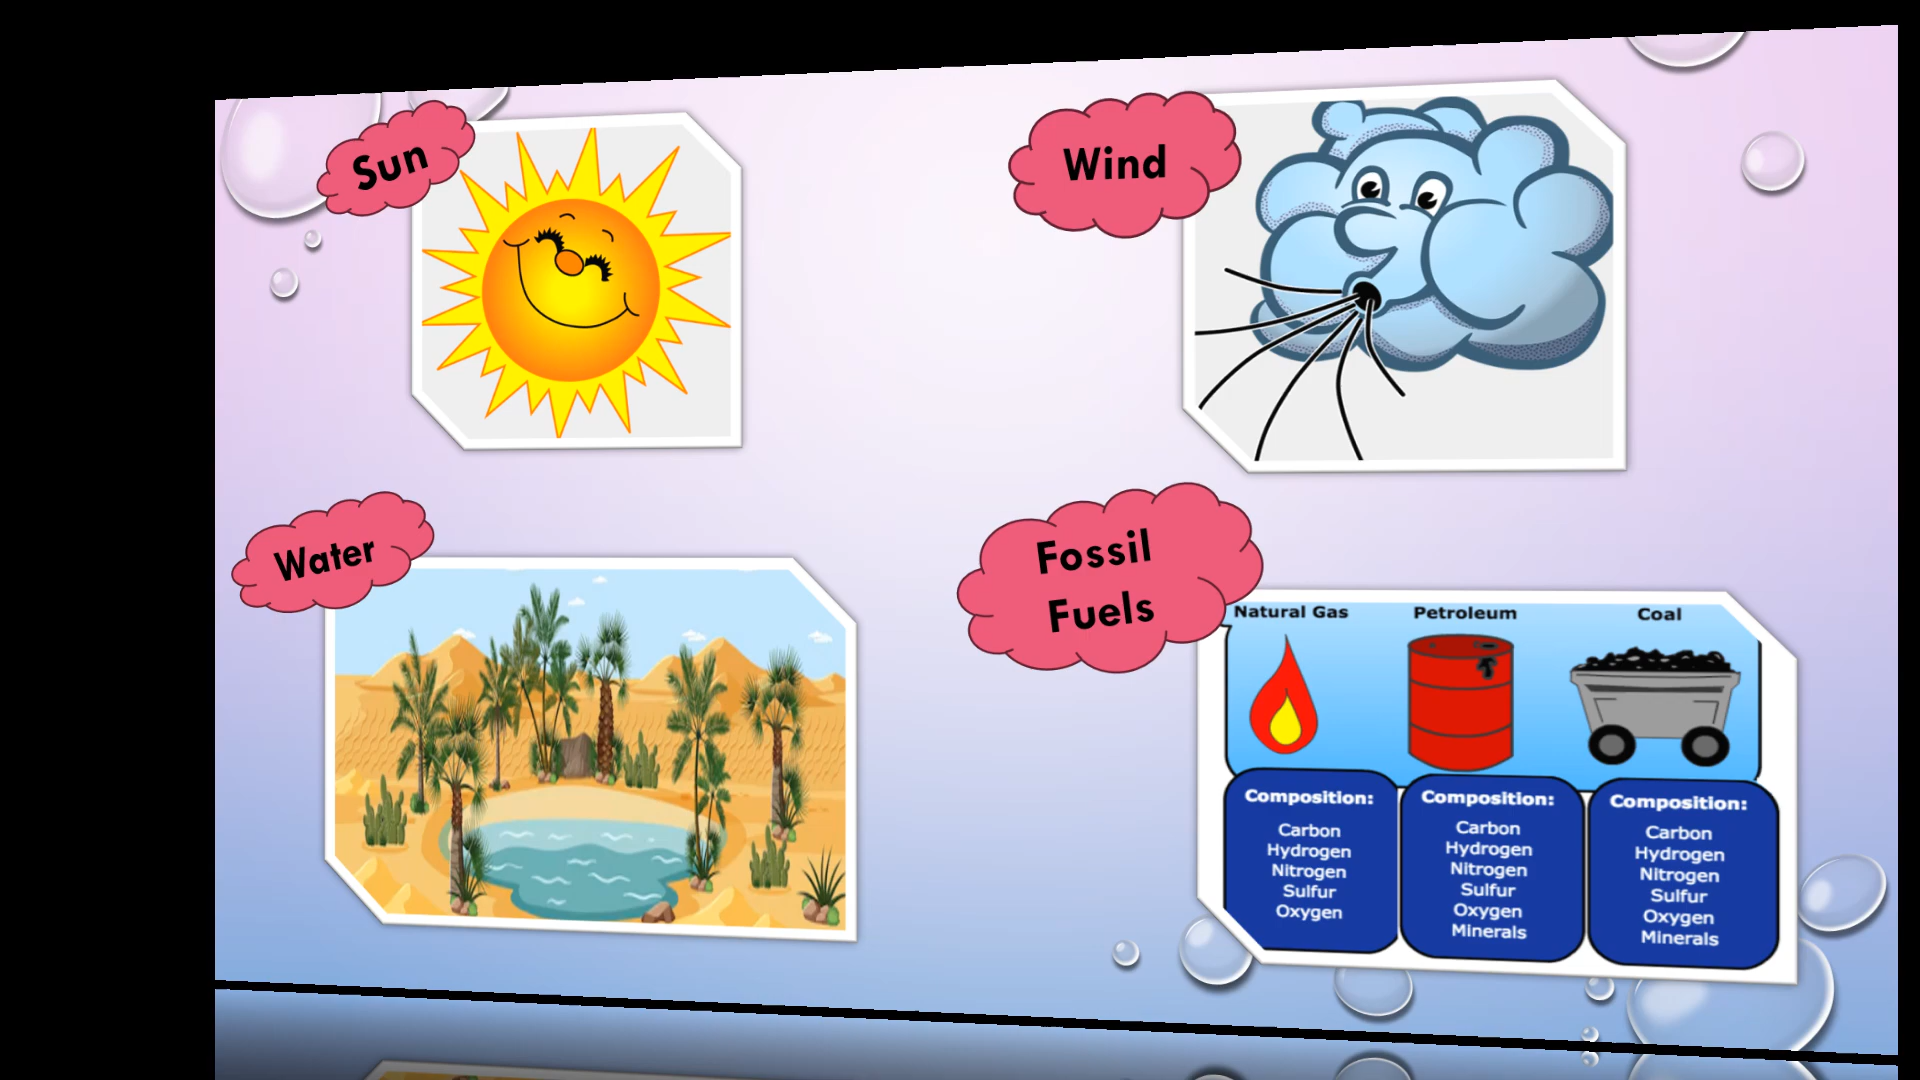 Sun
Wind
Water
Fossil
Fuels
Natural Gas
Petroleum
Coal
Composition:
Carbon
Hydrogen
Nitrogen
Sulfur
Oxygen
Composition:
Carbon
Hydrogen
Nitrogen
Sulfur
Oxygen
Minerals
Composition:
Carbon
Hydrogen
Nitrogen
Sulfur
Oxygen
Minerals